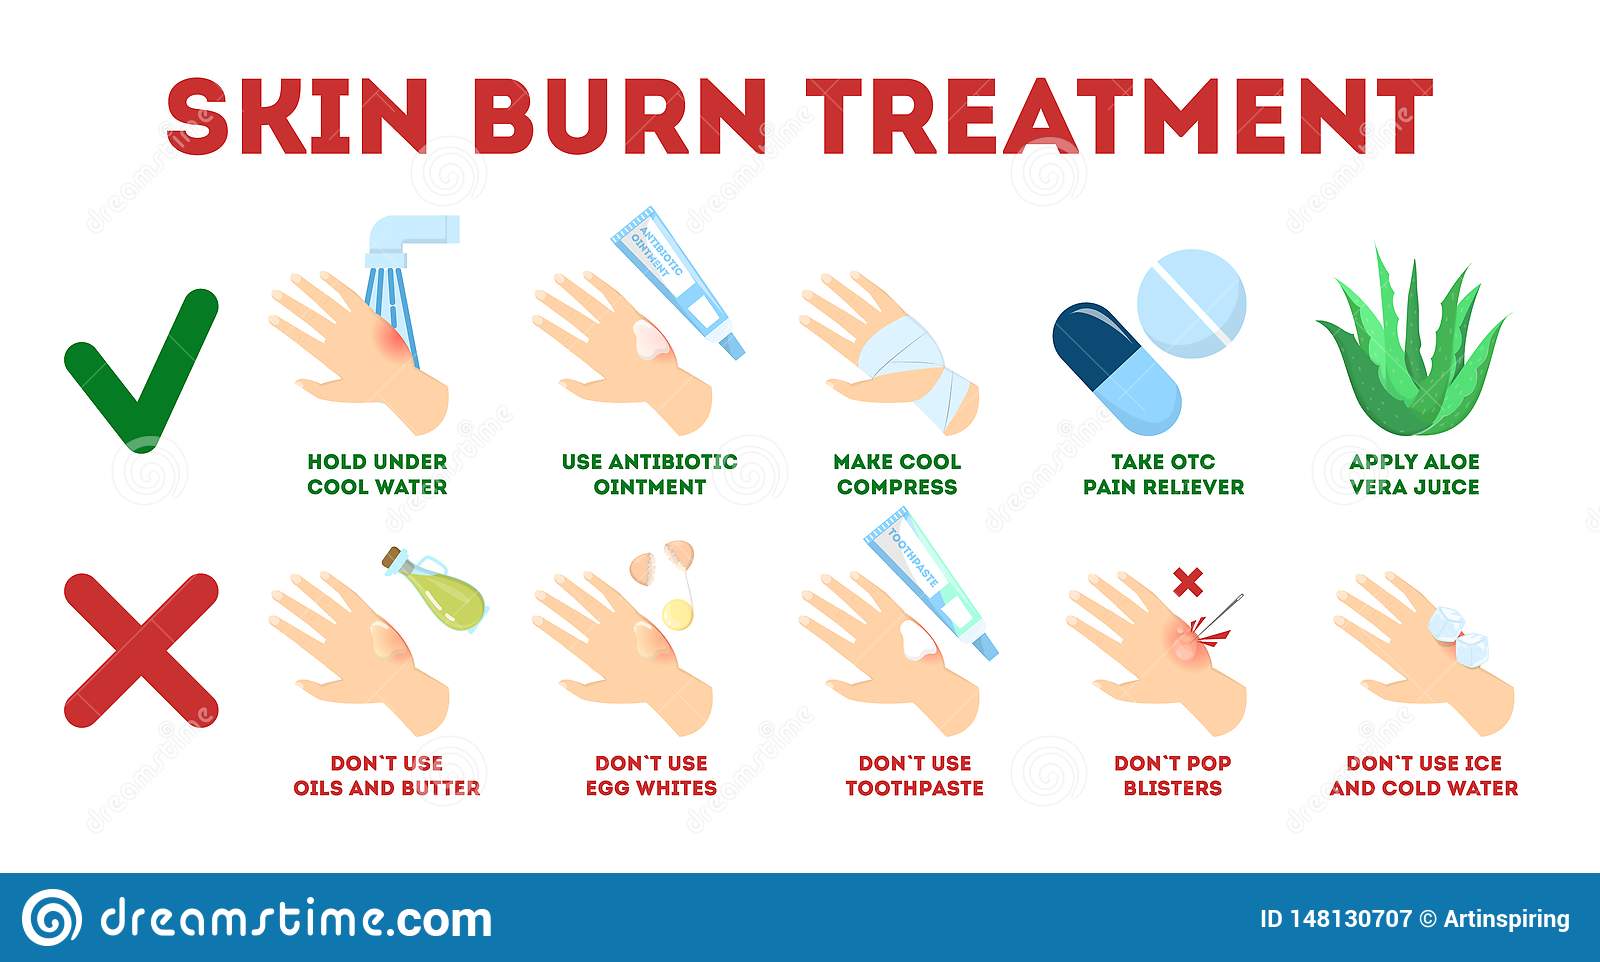 SKIN BURN TREATMENT
ANTIBIOTIC
OINTMENT
HOLD UNDER
COOL WATER
USE ANTIBIOTIC
OINTMENT
MAKE COOL
COMPRESS
TAKE OTC
PAIN RELIEVER
APPLY ALOE
VERA JUICE
TOOTHPASTE
DON`T USE
OILS AND BUTTER
DON`T USE
EGG WHITES
DON`T USE
TOOTHPASTE
DON`T POP
BLISTERS
DON`T USE ICE
AND COLD WATER
dreamstime.com
ID 148130707 © Artinspiring